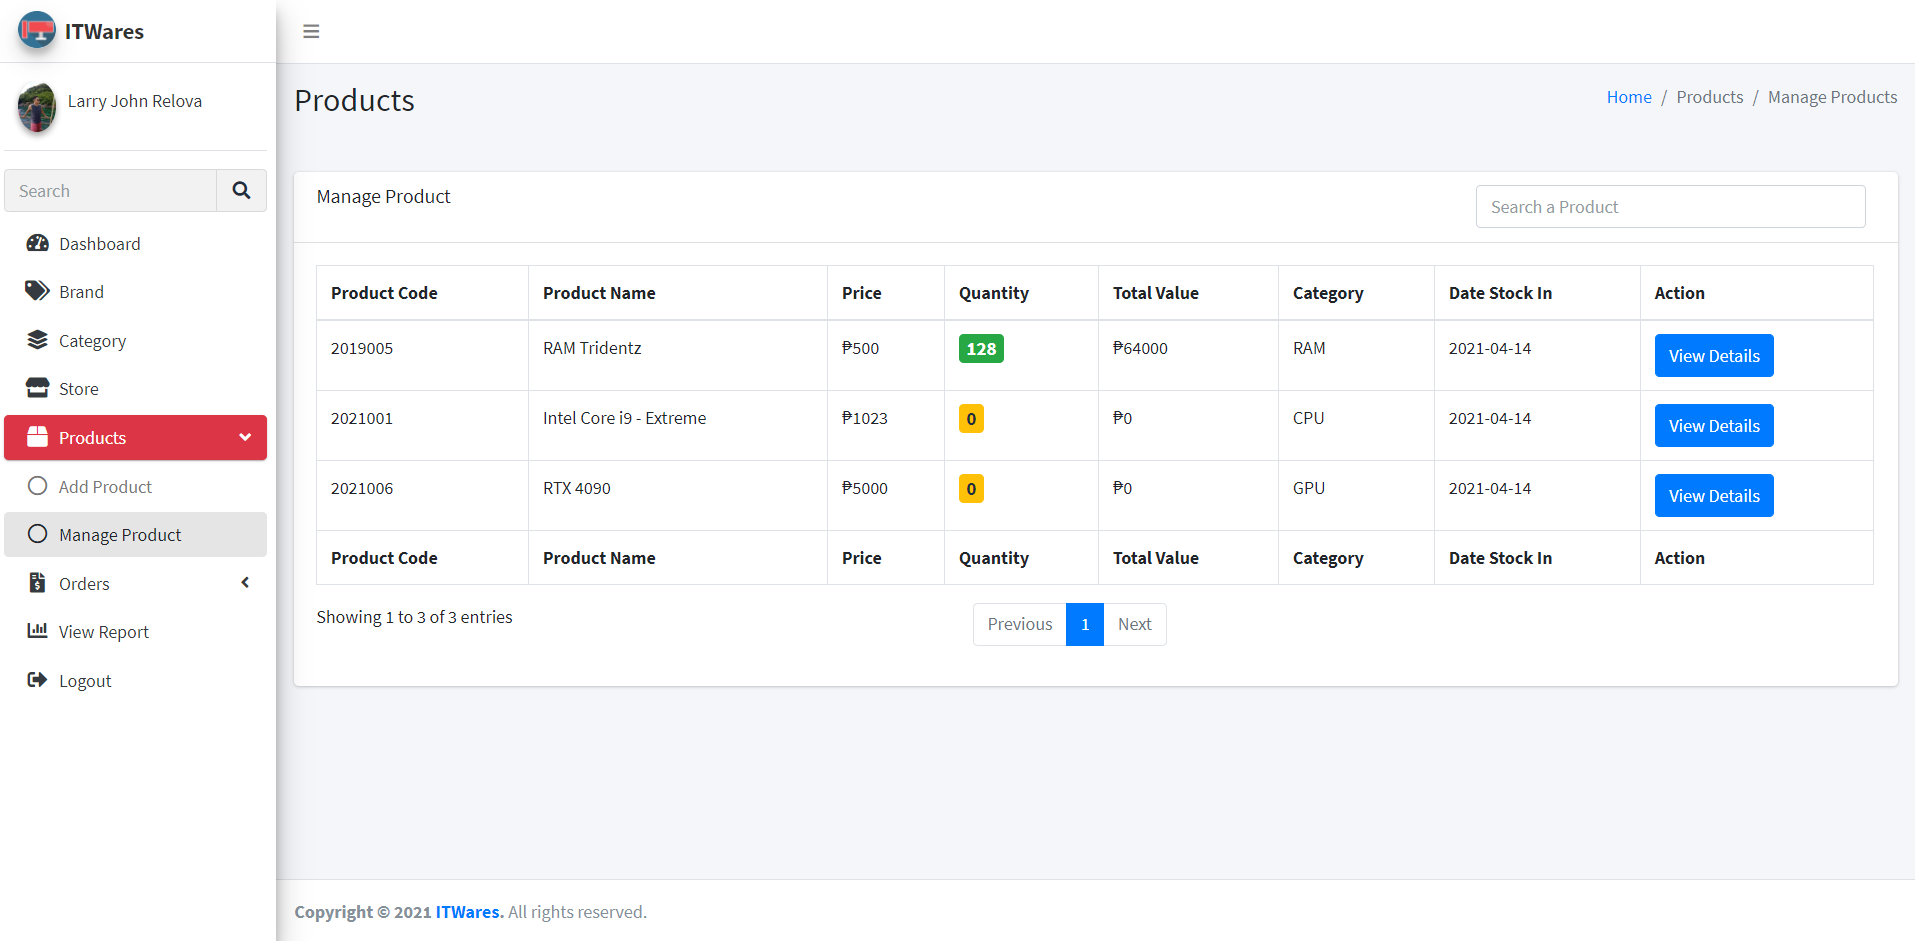 ITWares
Larry John Relova
Search
Dashboard
Brand
Category
Store
Products
Add Product
Manage Product
Orders
View Report
Logout
Products
Home / Products / Manage Products
Manage Product
Search a Product
Product Code Product Name Price Quantity Total Value Category Date Stock In Action
2019005 RAM Tridentz ₱500 128 ₱64000 RAM 2021-04-14 View Details
2021001 Intel Core i9 - Extreme ₱1023 0 ₱0 CPU 2021-04-14 View Details
2021006 RTX 4090 ₱5000 0 ₱0 GPU 2021-04-14 View Details
Product Code Product Name Price Quantity Total Value Category Date Stock In Action
Showing 1 to 3 of 3 entries
Previous 1 Next
Copyright © 2021 ITWares. All rights reserved.